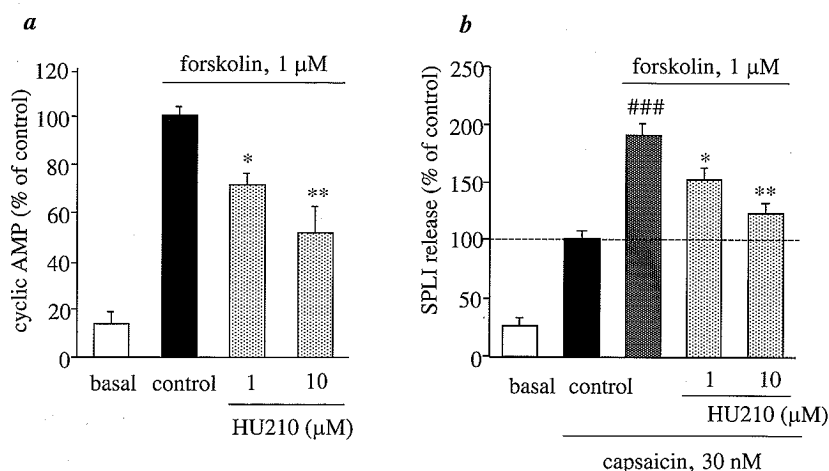 a
forskolin, 1 μM
cyclic AMP (% of control)
120
100
80
60
40
20
0
*
**
basal
control
1
10
HU210 (μM)
b
forskolin, 1 μM
SPLI release (% of control)
250
200
150
100
50
0
###
*
**
basal
control
1
10
HU210 (μM)
capsaicin, 30 nM